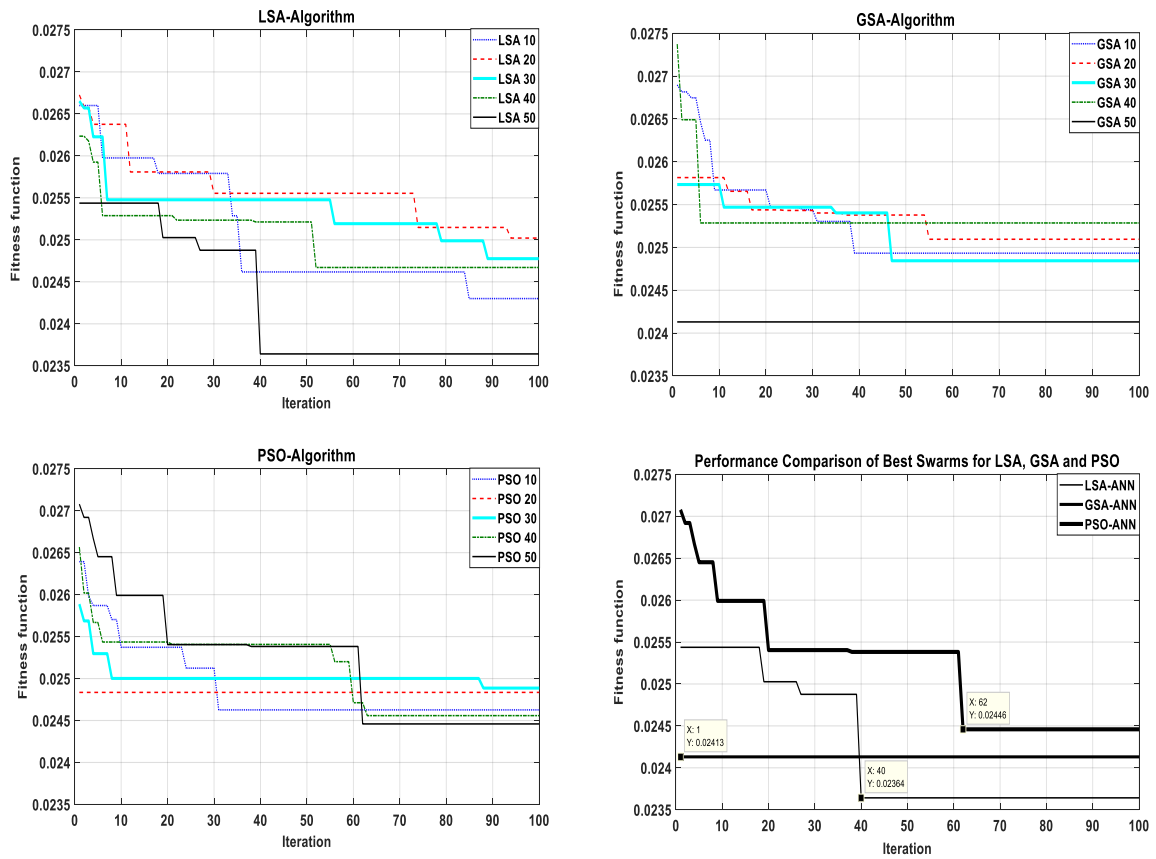 LSA-Algorithm
0.0275
0.027
0.0265
0.026
0.0255
0.025
0.0245
0.024
0.0235
Fitness function
0 10 20 30 40 50 60 70 80 90 100
Iteration
LSA 10
LSA 20
LSA 30
LSA 40
LSA 50
GSA-Algorithm
0.0275
0.027
0.0265
0.026
0.0255
0.025
0.0245
0.024
0.0235
Fitness function
0 10 20 30 40 50 60 70 80 90 100
GSA 10
GSA 20
GSA 30
GSA 40
GSA 50
PSO-Algorithm
0.0275
0.027
0.0265
0.026
0.0255
0.025
0.0245
0.024
0.0235
Fitness function
0 10 20 30 40 50 60 70 80 90 100
Iteration
PSO 10
PSO 20
PSO 30
PSO 40
PSO 50
Performance Comparison of Best Swarms for LSA, GSA and PSO
0.0275
0.027
0.0265
0.026
0.0255
0.025
0.0245
0.024
0.0235
Fitness function
0 10 20 30 40 50 60 70 80 90 100
Iteration
LSA-ANN
GSA-ANN
PSO-ANN
X: 62
Y: 0.02446
X: 1
Y: 0.02413
X: 40
Y: 0.02364